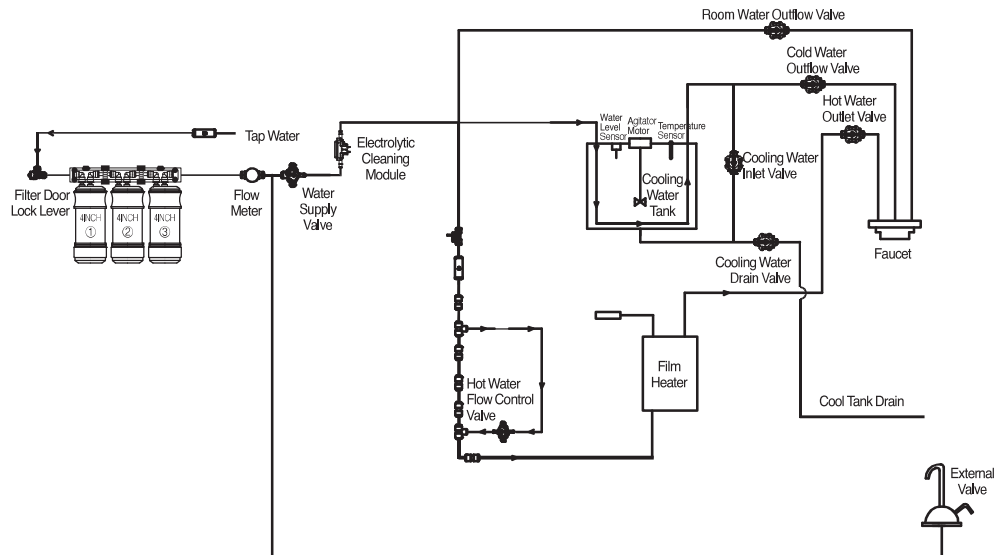 Room Water Outflow Valve
Cold Water
Outflow Valve
Hot Water
Outlet Valve
Water
Level
Sensor
Agitator
Motor
Temperature
Sensor
Tap Water
Electrolytic
Cleaning
Module
Cooling Water
Inlet Valve
Cooling
Water
Tank
Filter Door
Lock Lever
4INCH
①
4INCH
②
4INCH
③
Flow
Meter
Water
Supply
Valve
Faucet
Cooling Water
Drain Valve
Film
Heater
Hot Water
Flow Control
Valve
Cool Tank Drain
External
Valve